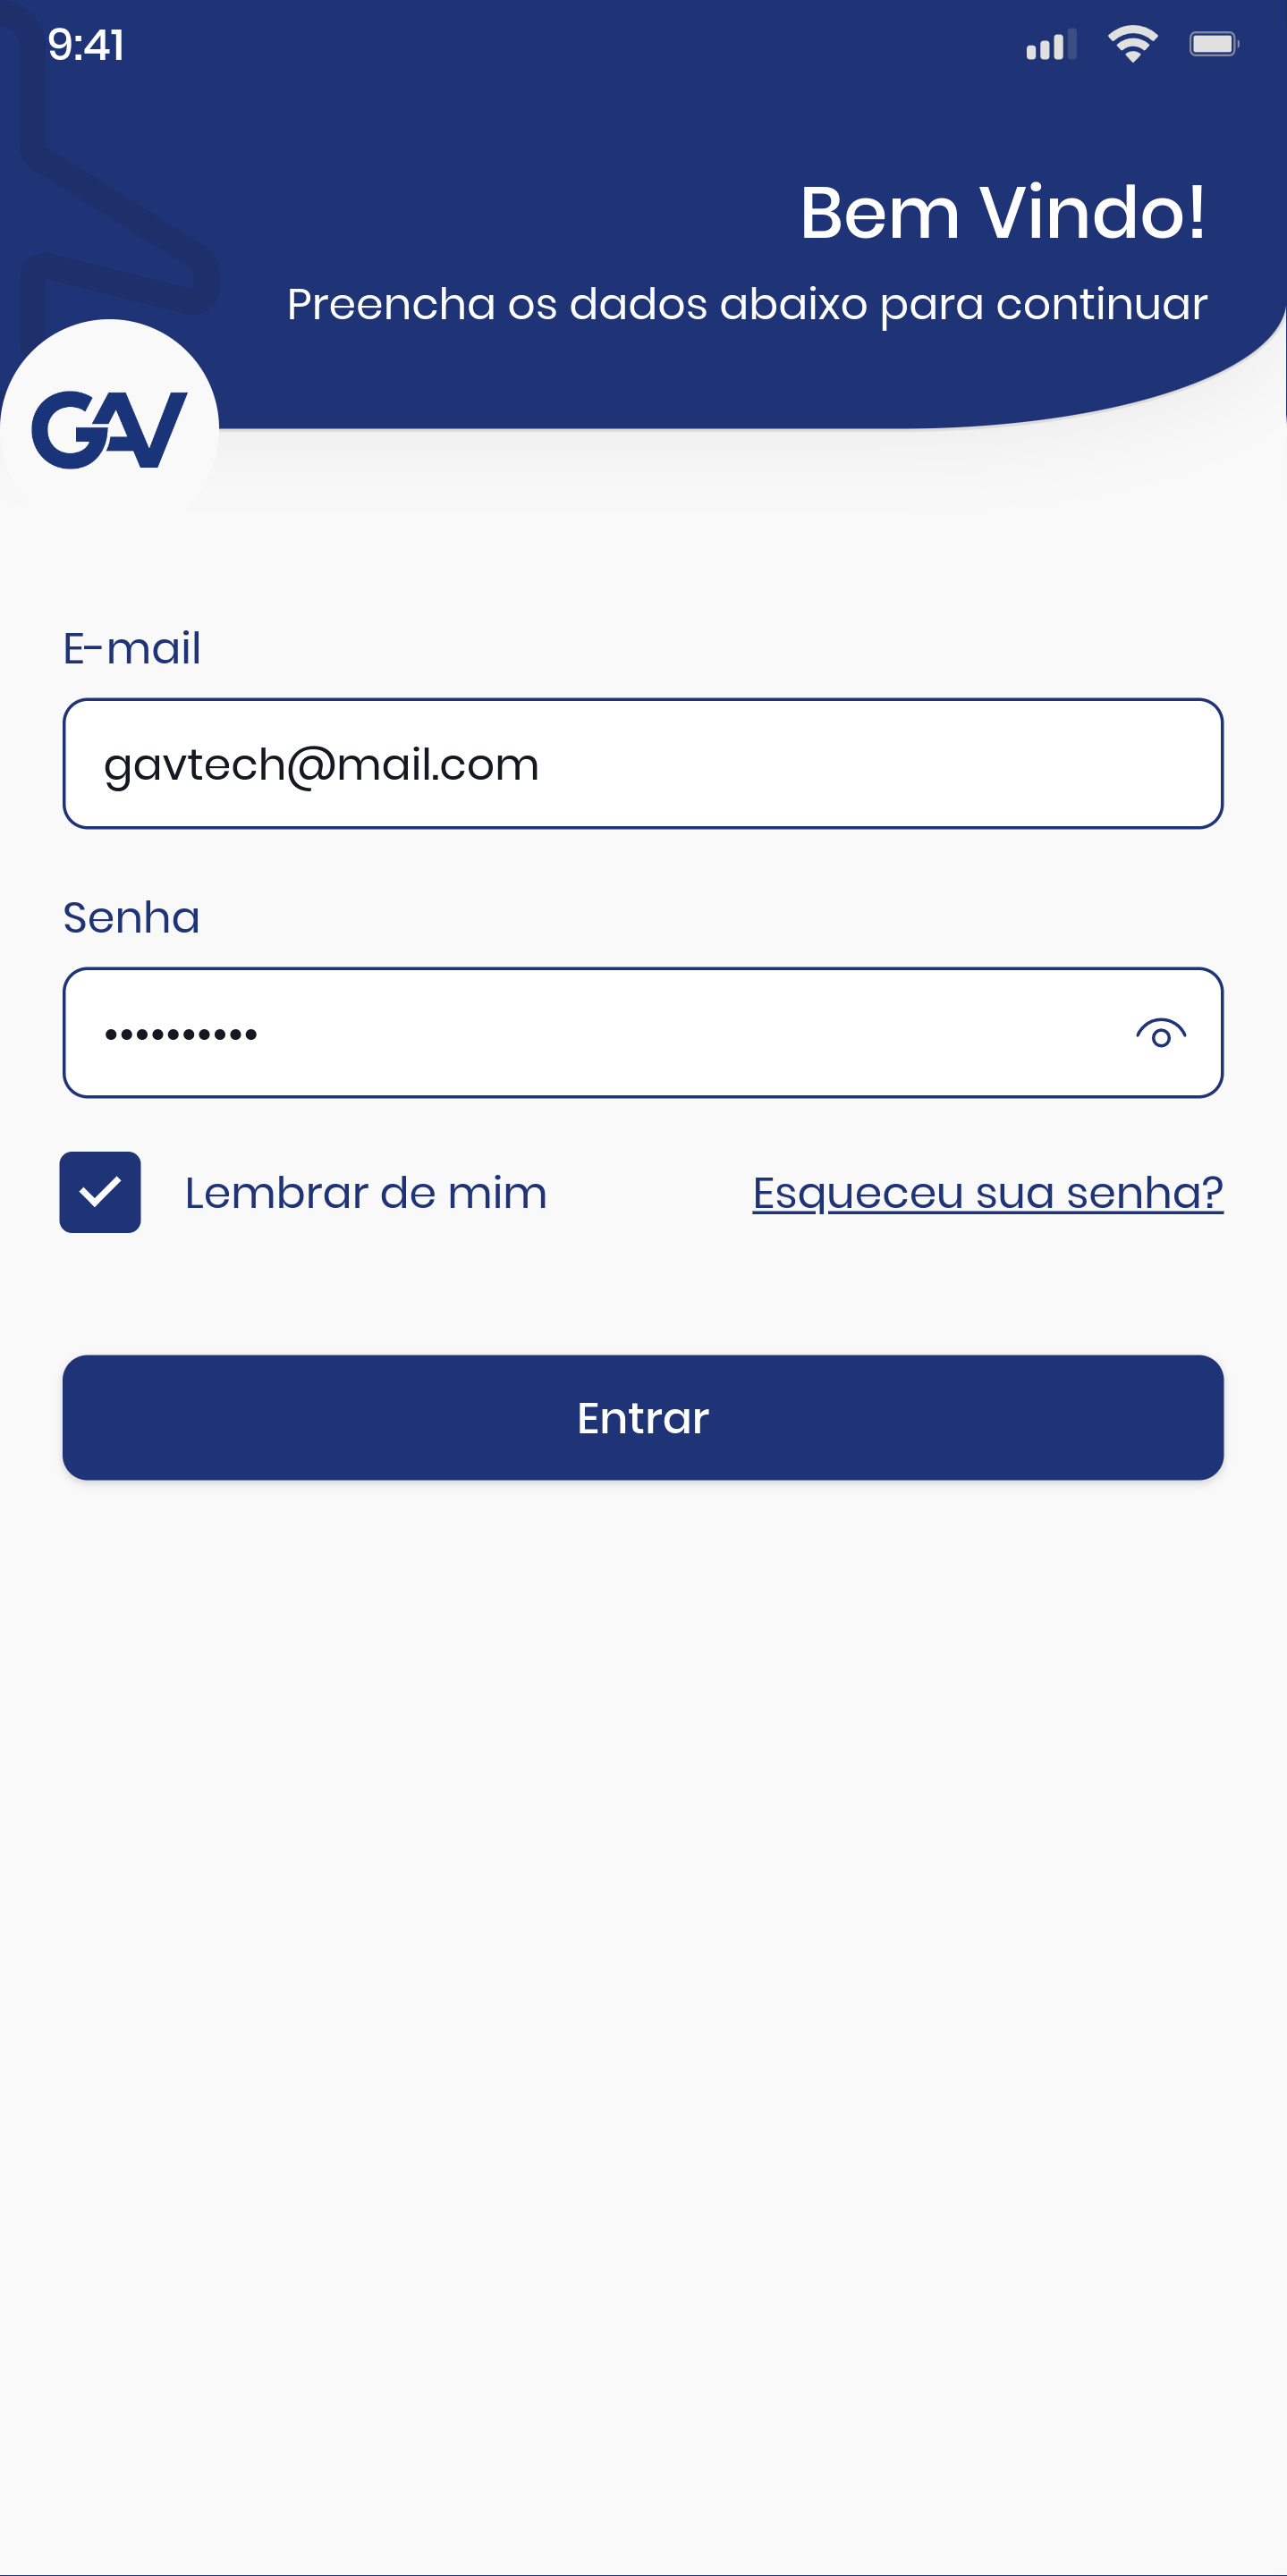 9:41
Bem Vindo!
Preencha os dados abaixo para continuar
GAV
E-mail
gavtech@mail.com
Senha
••••••••••
Lembrar de mim
Esqueceu sua senha?
Entrar